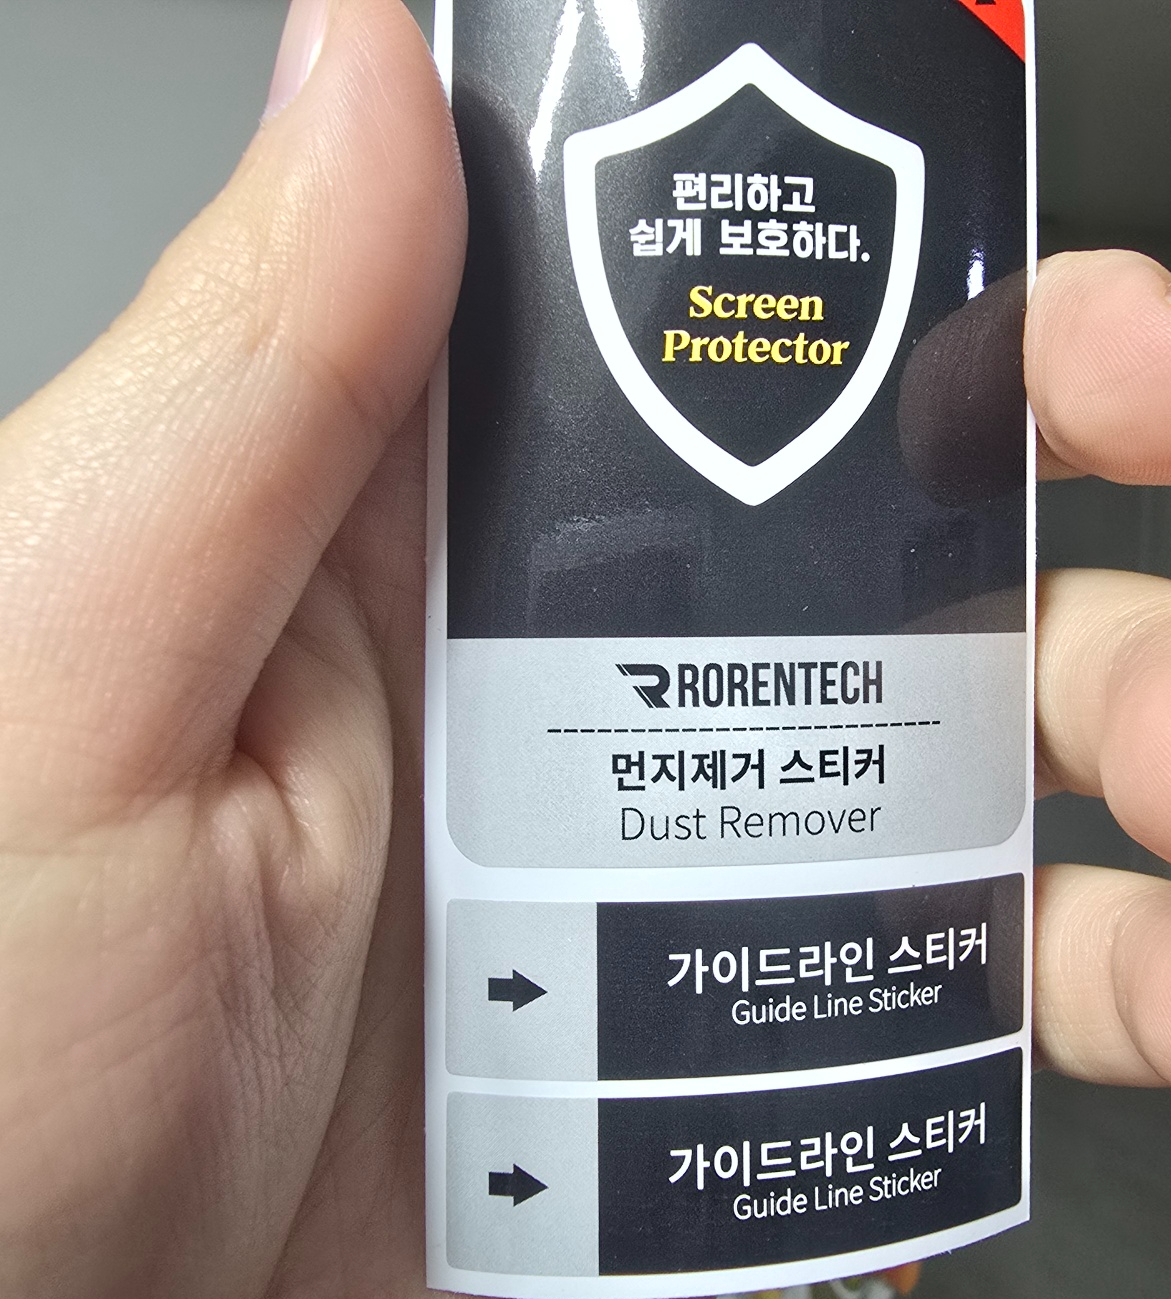 편리하고
쉽게 보호하다.
Screen
Protector
RORENTECH
먼지제거 스티커
Dust Remover
가이드라인 스티커
Guide Line Sticker
가이드라인 스티커
Guide Line Sticker